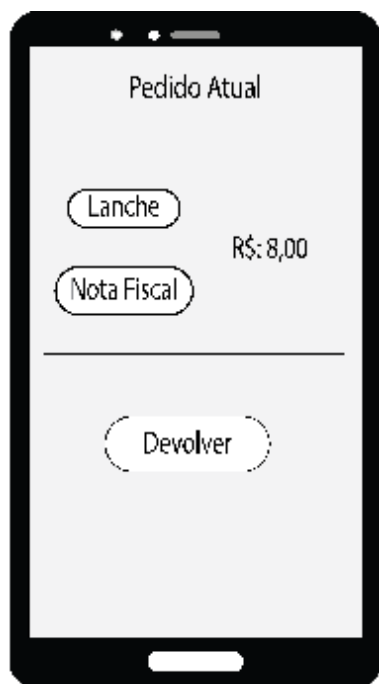 Pedido Atual
Lanche
R$: 8,00
Nota Fiscal
Devolver